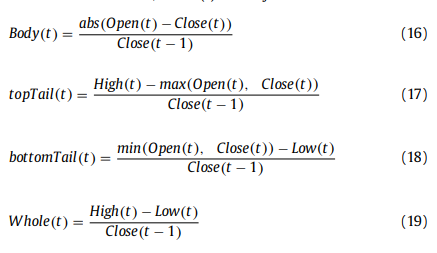 Body(t) = abs(Open(t) − Close(t)) / Close(t − 1) (16)
topTail(t) = High(t) − max(Open(t), Close(t)) / Close(t − 1) (17)
bottomTail(t) = min(Open(t), Close(t)) − Low(t) / Close(t − 1) (18)
Whole(t) = High(t) − Low(t) / Close(t − 1) (19)